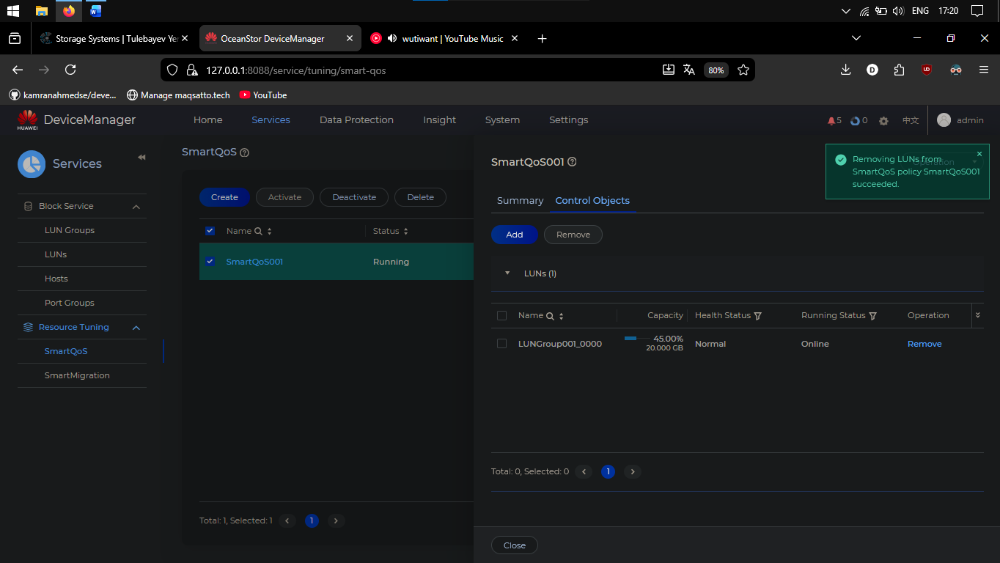 ENG 17:20
Storage Systems | Tulebayev Ye
OceanStor DeviceManager
wutiwant | YouTube Music
127.0.0.1:8088/service/tuning/smart-qos
80%
kamranahmedse/deve...
Manage maqsatto.tech
YouTube
HUAWEI
DeviceManager
Home
Services
Data Protection
Insight
System
Settings
5
0
中文
admin
Services
Block Service
LUN Groups
LUNs
Hosts
Port Groups
Resource Tuning
SmartQoS
SmartMigration
SmartQoS
Create
Activate
Deactivate
Delete
Name
Status
SmartQoS001
Running
Total: 1, Selected: 1
1
SmartQoS001
Operation
Removing LUNs from
SmartQoS policy SmartQoS001
succeeded.
Summary
Control Objects
Add
Remove
LUNs (1)
Name
Capacity
Health Status
Running Status
Operation
LUNGroup001_0000
45.00%
20.000 GB
Normal
Online
Remove
Total: 0, Selected: 0
1
Close